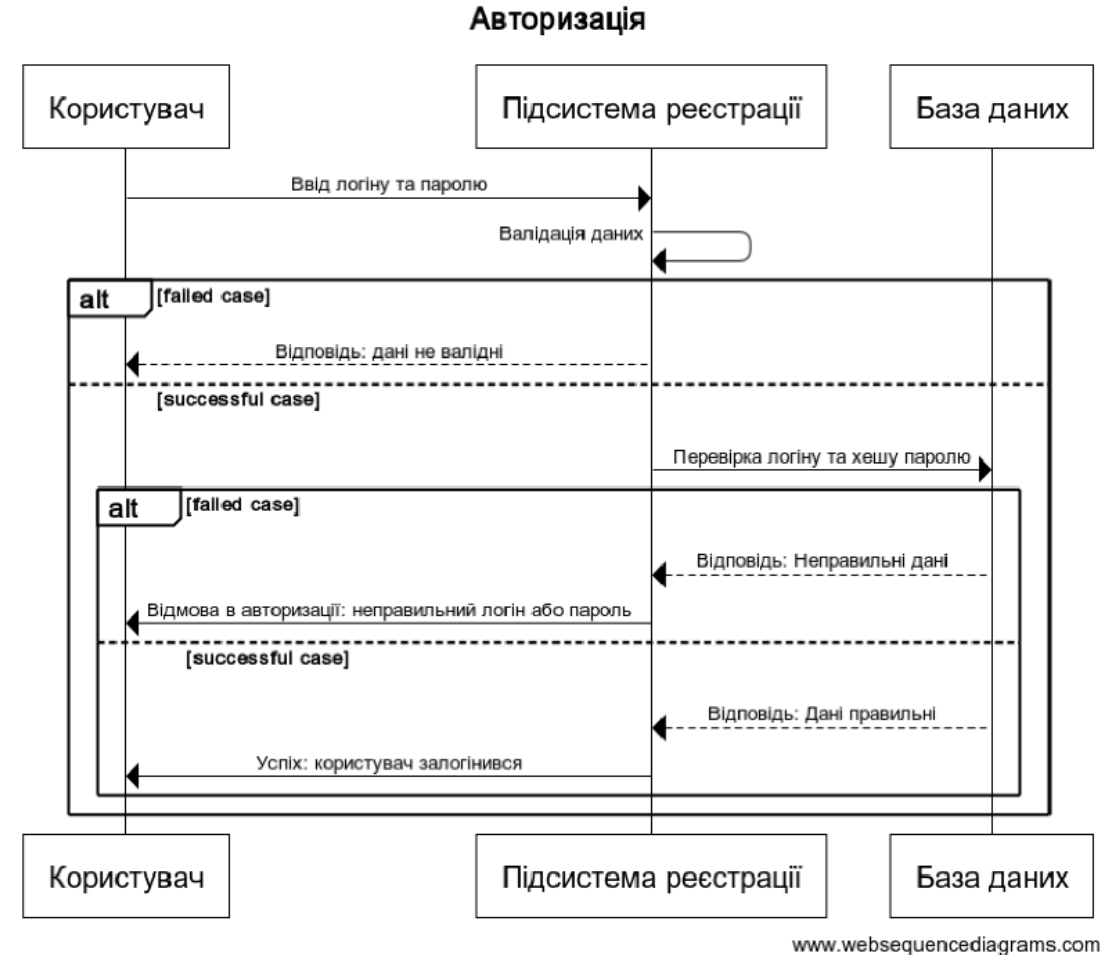 Авторизація
Користувач
Підсистема реєстрації
База даних
Ввід логіну та паролю
Валідація даних
alt
[failed case]
Відповідь: дані не валідні
[successful case]
Перевірка логіну та хешу паролю
alt
[failed case]
Відповідь: Неправильні дані
Відмова в авторизації: неправильний логін або пароль
[successful case]
Відповідь: Дані правильні
Успіх: користувач залогінився
Користувач
Підсистема реєстрації
База даних
www.websequencediagrams.com